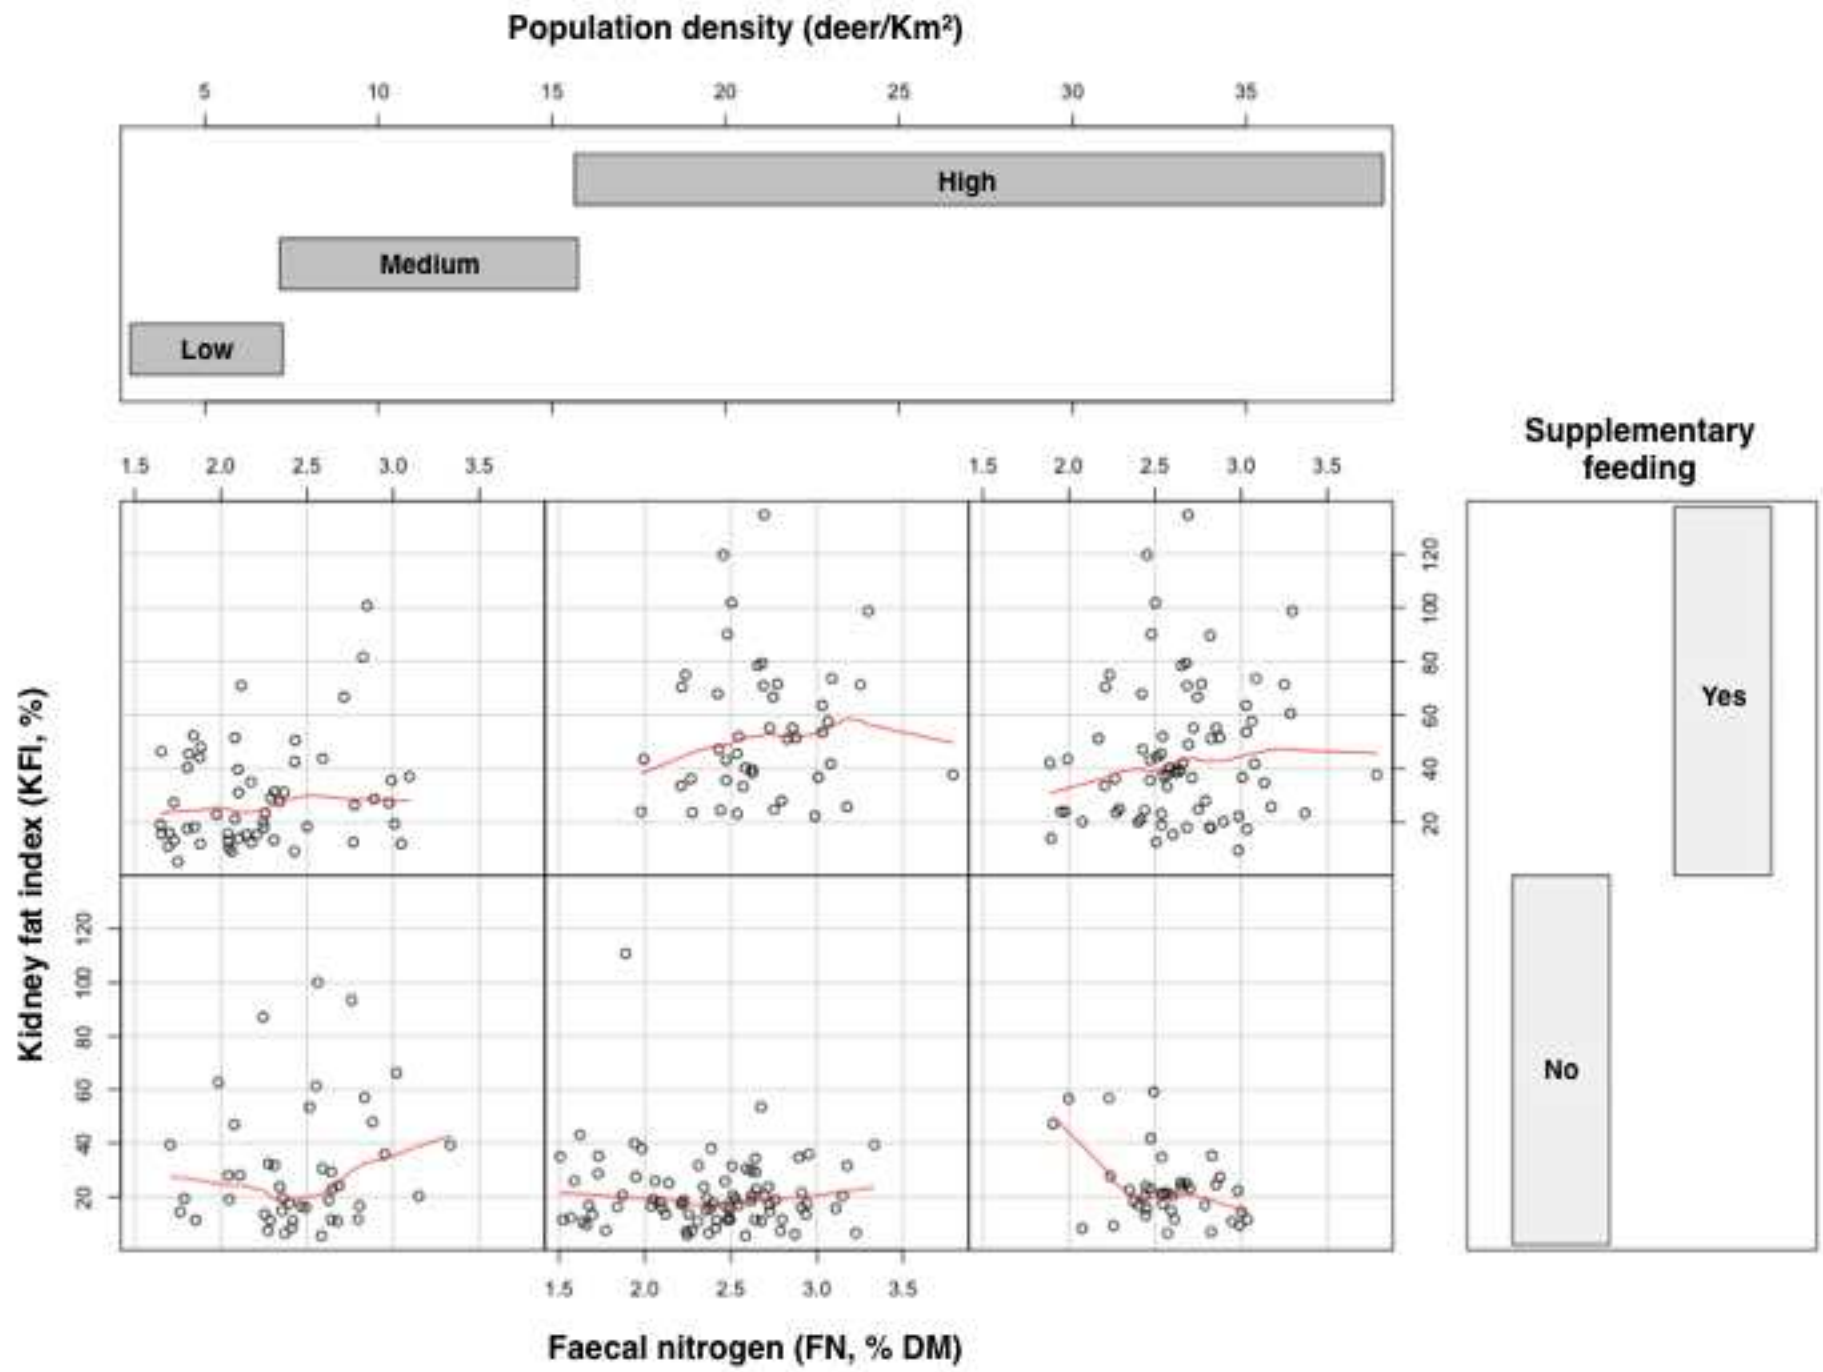 Population density (deer/Km²)
5 10 15 20 25 30 35
High
Medium
Low
Supplementary
feeding
1.5 2.0 2.5 3.0 3.5 1.5 2.0 2.5 3.0 3.5
20 40 60 80 100 120
Yes
Kidney fat index (KFI, %)
20 40 60 80 100 120
No
1.5 2.0 2.5 3.0 3.5
Faecal nitrogen (FN, % DM)